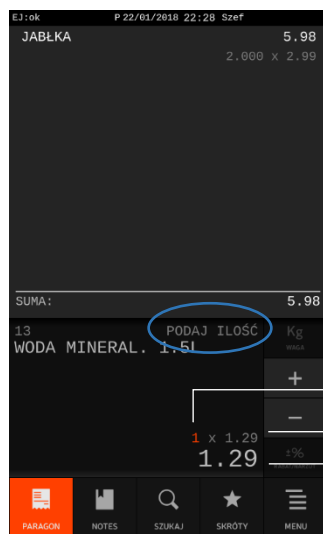 EJ:ok P 22/01/2018 22:28 Szef
JABŁKA 5.98
2.000 x 2.99
SUMA: 5.98
13 PODAJ ILOŚĆ Kg
WAGA
WODA MINERAL. 1.5L
+
−
1 x 1.29
1.29 ±%
PARAGON NOTES SZUKAJ SKRÓTY MENU